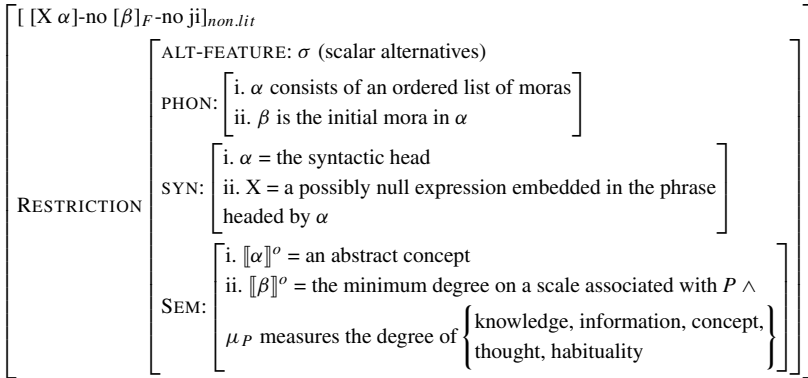 [ [X α]-no [β]F-no ji]non.lit
RESTRICTION
ALT-FEATURE: σ (scalar alternatives)
PHON:
i. α consists of an ordered list of moras
ii. β is the initial mora in α
SYN:
i. α = the syntactic head
ii. X = a possibly null expression embedded in the phrase
headed by α
SEM:
i. ⟦α⟧o = an abstract concept
ii. ⟦β⟧o = the minimum degree on a scale associated with P ∧
μP measures the degree of {knowledge, information, concept,
thought, habituality}